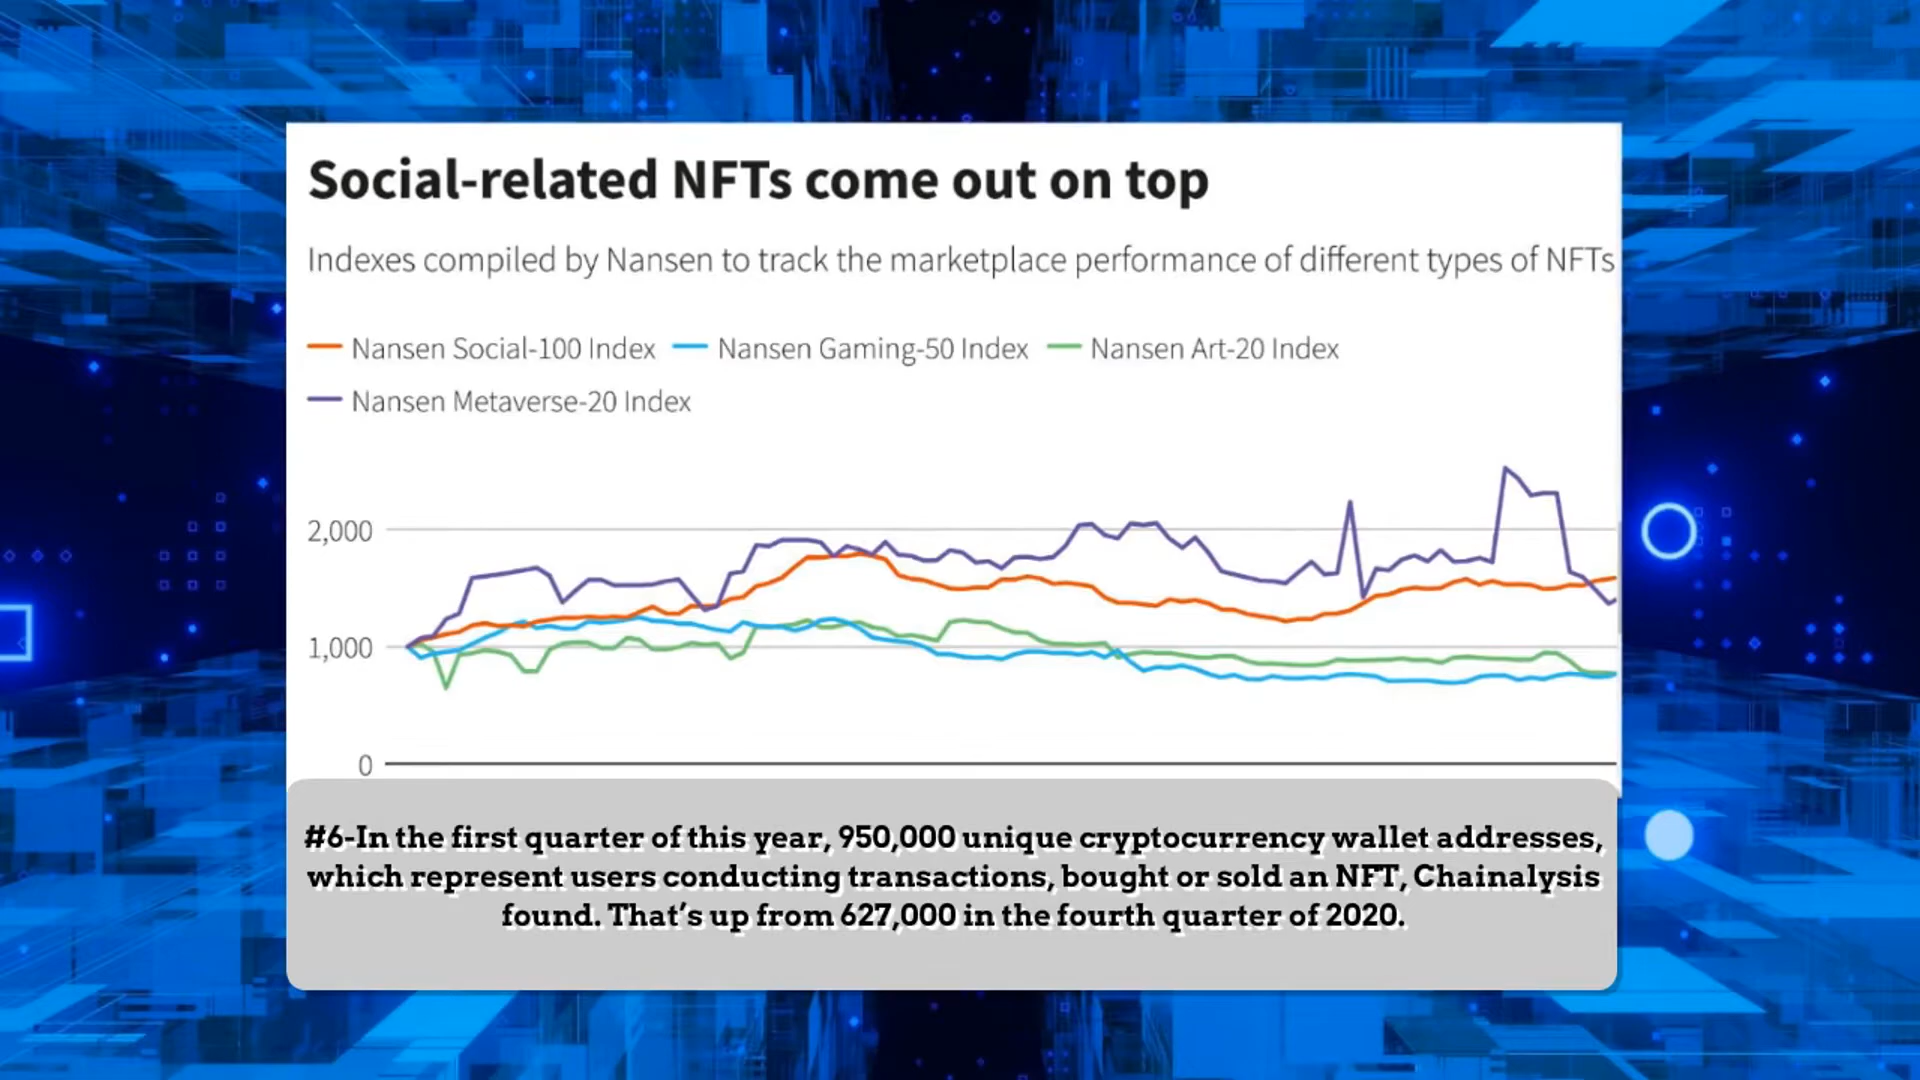 Social-related NFTs come out on top
Indexes compiled by Nansen to track the marketplace performance of different types of NFTs
Nansen Social-100 Index Nansen Gaming-50 Index Nansen Art-20 Index
Nansen Metaverse-20 Index
2,000
1,000
0
#6-In the first quarter of this year, 950,000 unique cryptocurrency wallet addresses,
which represent users conducting transactions, bought or sold an NFT, Chainalysis
found. That’s up from 627,000 in the fourth quarter of 2020.